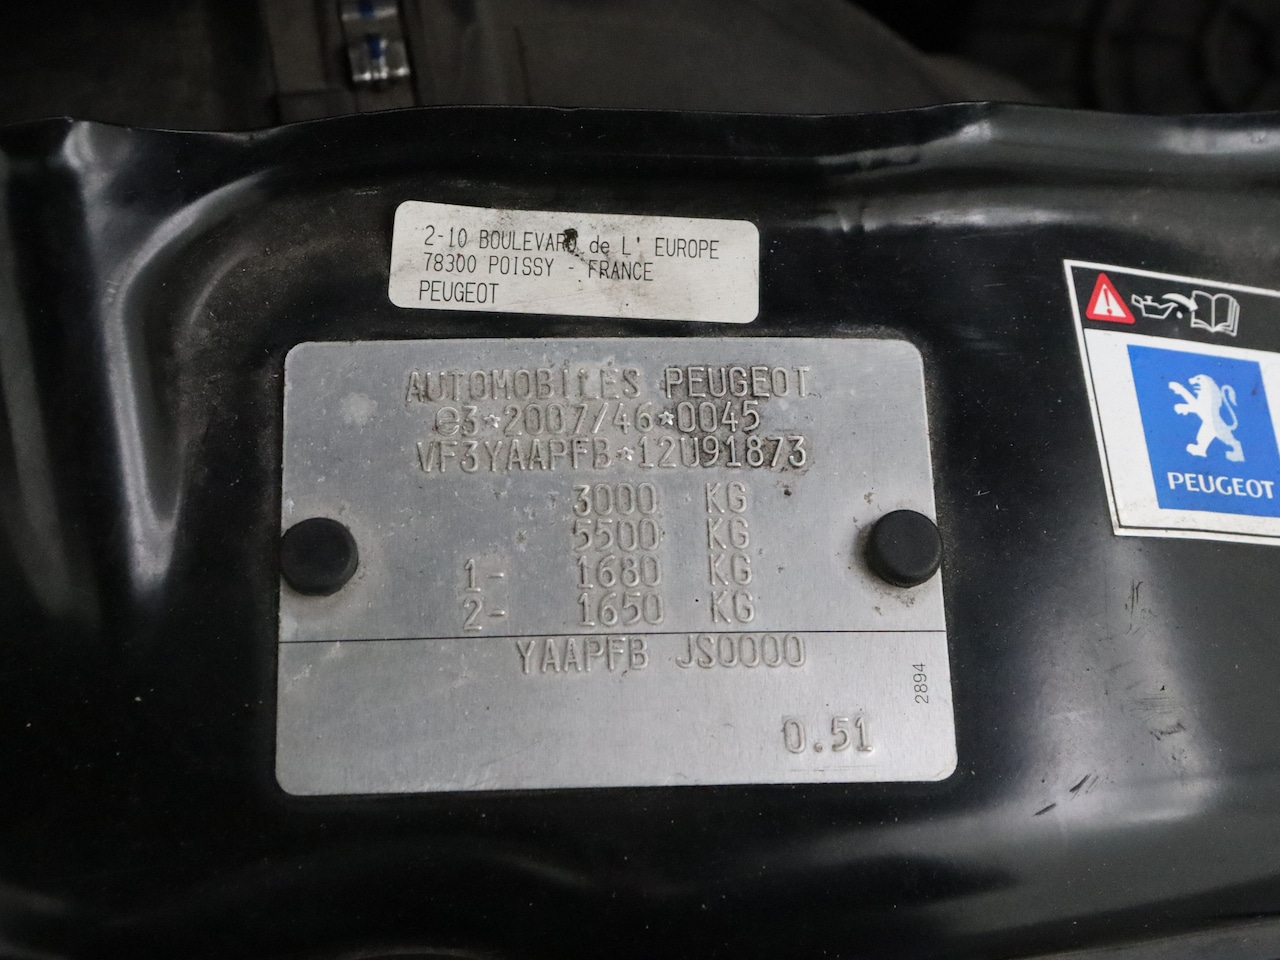 2-10 BOULEVARD de L' EUROPE
78300 POISSY - FRANCE
PEUGEOT
AUTOMOBILES PEUGEOT
e3*2007/46*0045
VF3YAAPFB*12U91873
3000 KG
5500 KG
1- 1680 KG
2- 1650 KG
YAAPFB JS0000
2894
0.51
PEUGEOT